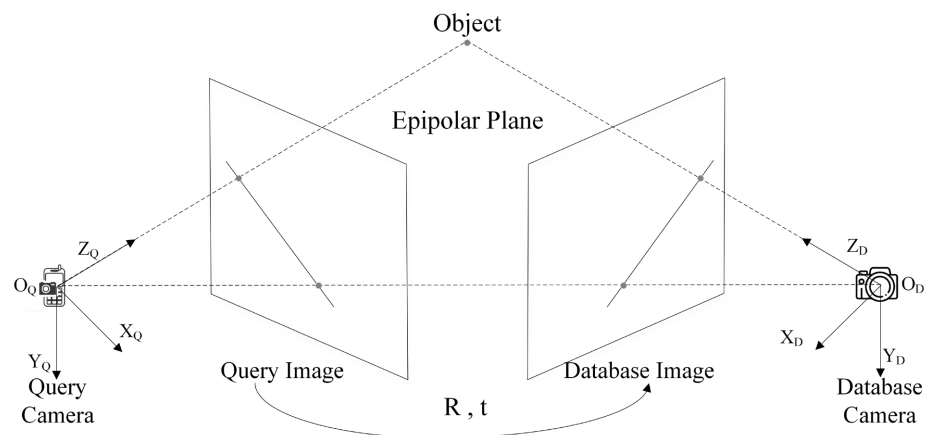 Object
Epipolar Plane
Z_Q
Z_D
O_Q
O_D
X_Q
X_D
Y_Q
Y_D
Query Image
Database Image
Query
Camera
Database
Camera
R , t